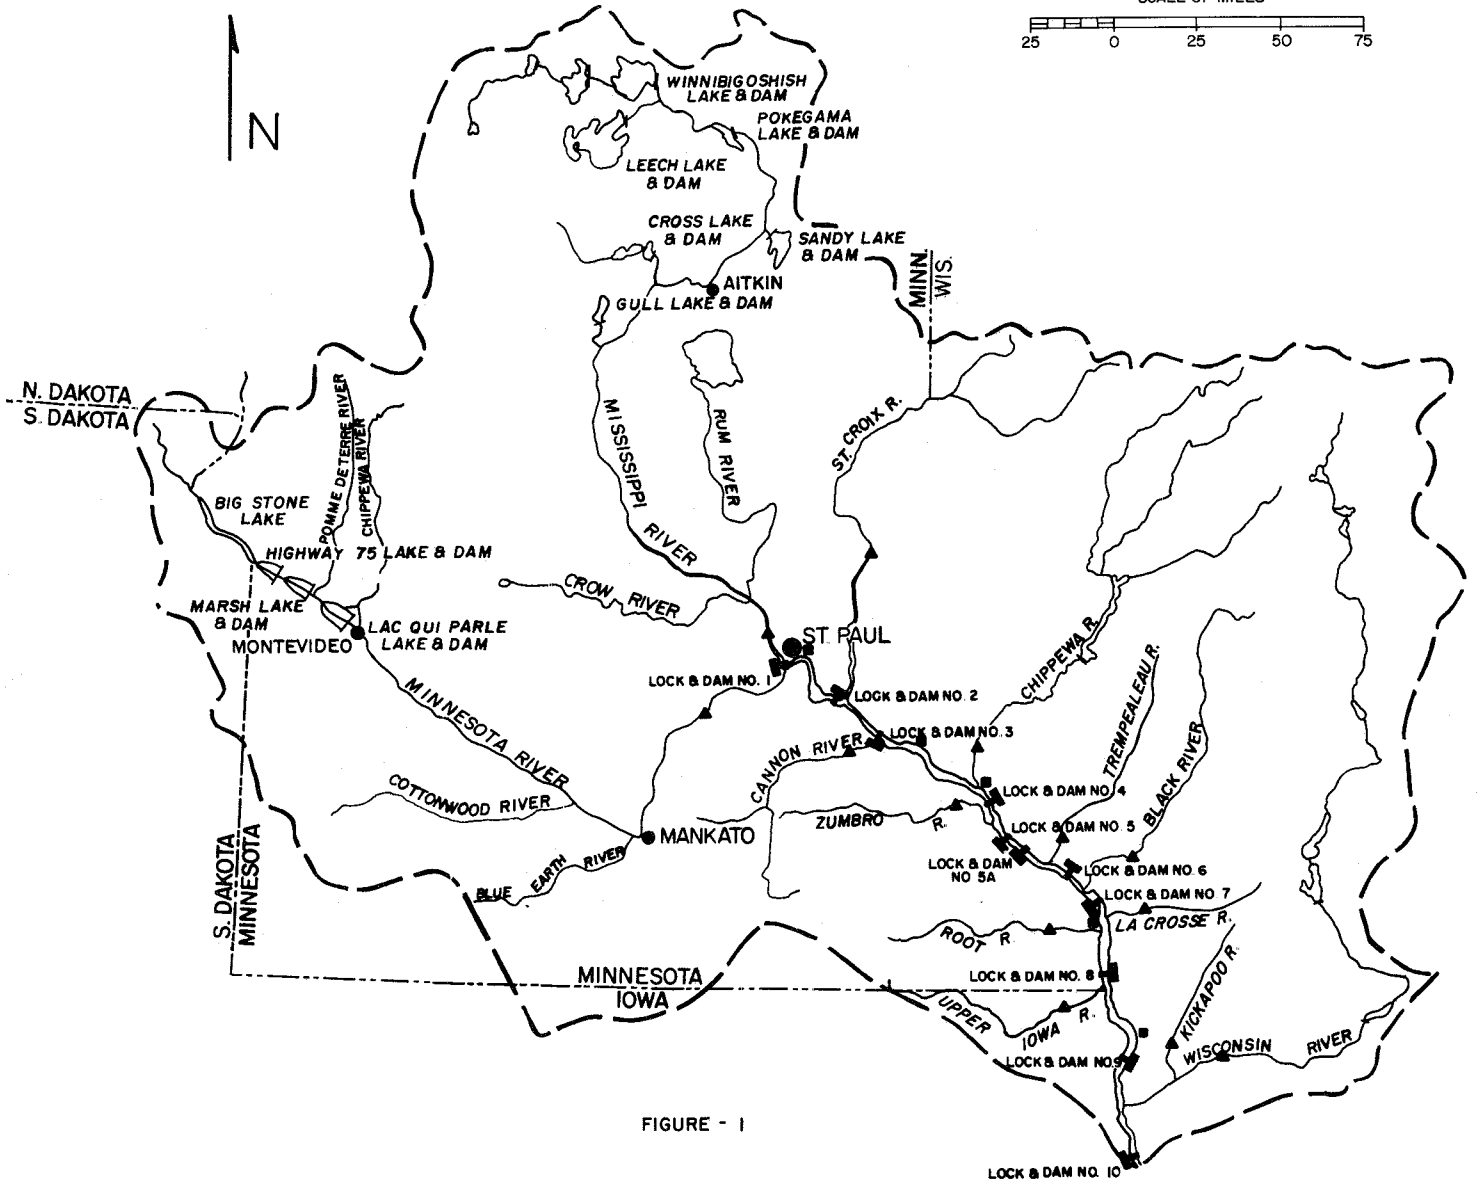 SCALE OF MILES
25 0 25 50 75
N
WINNIBIGOSHISH
LAKE & DAM
POKEGAMA
LAKE & DAM
LEECH LAKE
& DAM
CROSS LAKE
& DAM
SANDY LAKE
& DAM
AITKIN
GULL LAKE & DAM
MINN.
WIS.
N. DAKOTA
S. DAKOTA
POMME DE TERRE RIVER
CHIPPEWA RIVER
MISSISSIPPI
RIVER
RUM RIVER
ST. CROIX R.
BIG STONE
LAKE
HIGHWAY 75 LAKE & DAM
MARSH LAKE
& DAM
MONTEVIDEO
LAC QUI PARLE
LAKE & DAM
CROW RIVER
ST. PAUL
LOCK & DAM NO. 1
LOCK & DAM NO. 2
LOCK & DAM NO. 3
CHIPPEWA R.
TREMPEALEAU R.
BLACK RIVER
MINNESOTA RIVER
CANNON RIVER
COTTONWOOD RIVER
LOCK & DAM NO. 4
ZUMBRO R.
LOCK & DAM NO. 5
MANKATO
LOCK & DAM
NO 5A
LOCK & DAM NO. 6
BLUE EARTH RIVER
LOCK & DAM NO. 7
S. DAKOTA
MINNESOTA
LA CROSSE R.
ROOT R.
LOCK & DAM NO. 8
MINNESOTA
IOWA
UPPER IOWA R.
KICKAPOO R.
WISCONSIN RIVER
LOCK & DAM NO.9
FIGURE - 1
LOCK & DAM NO. 10